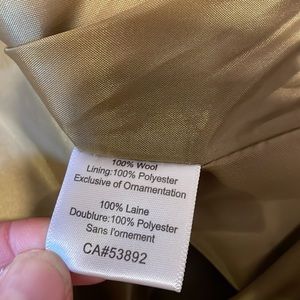 100% Wool
Lining:100% Polyester
Exclusive of Ornamentation
100% Laine
Doublure:100% Polyester
Sans l'ornement
CA#53892